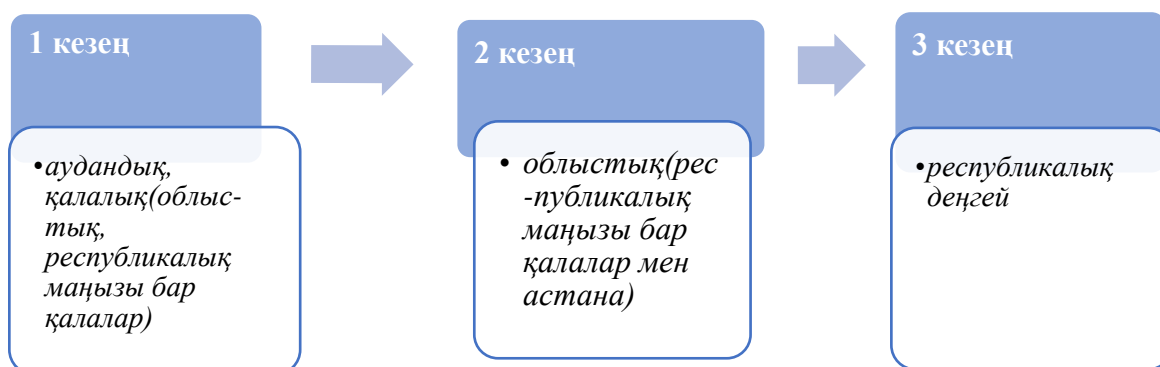 1 кезең
•аудандық,
қалалық(облыс-
тық,
республикалық
маңызы бар
қалалар)
2 кезең
• облыстық(рес
-публикалық
маңызы бар
қалалар мен
астана)
3 кезең
•республикалық
деңгей